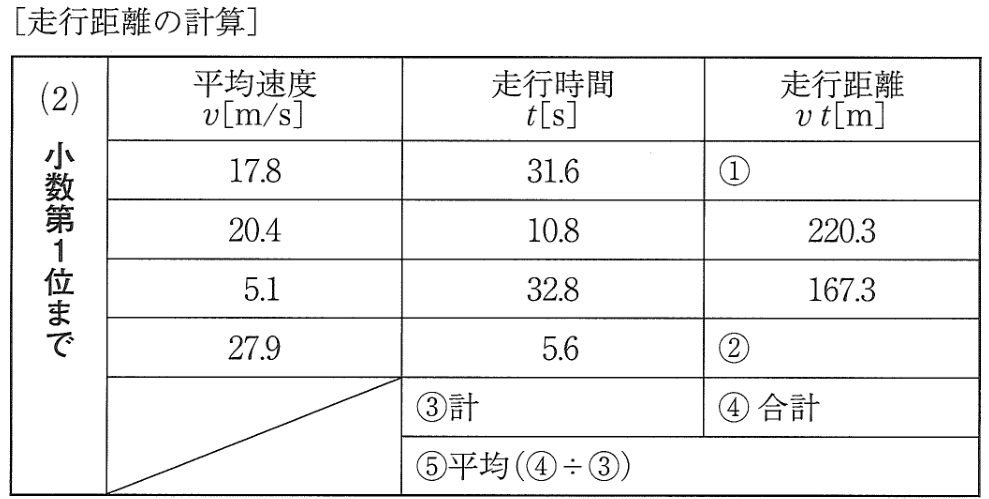 [走行距離の計算]
(2) 小数第1位まで
平均速度 走行時間 走行距離
v[m/s] t[s] v t[m]
17.8 31.6 ①
20.4 10.8 220.3
5.1 32.8 167.3
27.9 5.6 ②
③計 ④ 合計
⑤平均(④÷③)